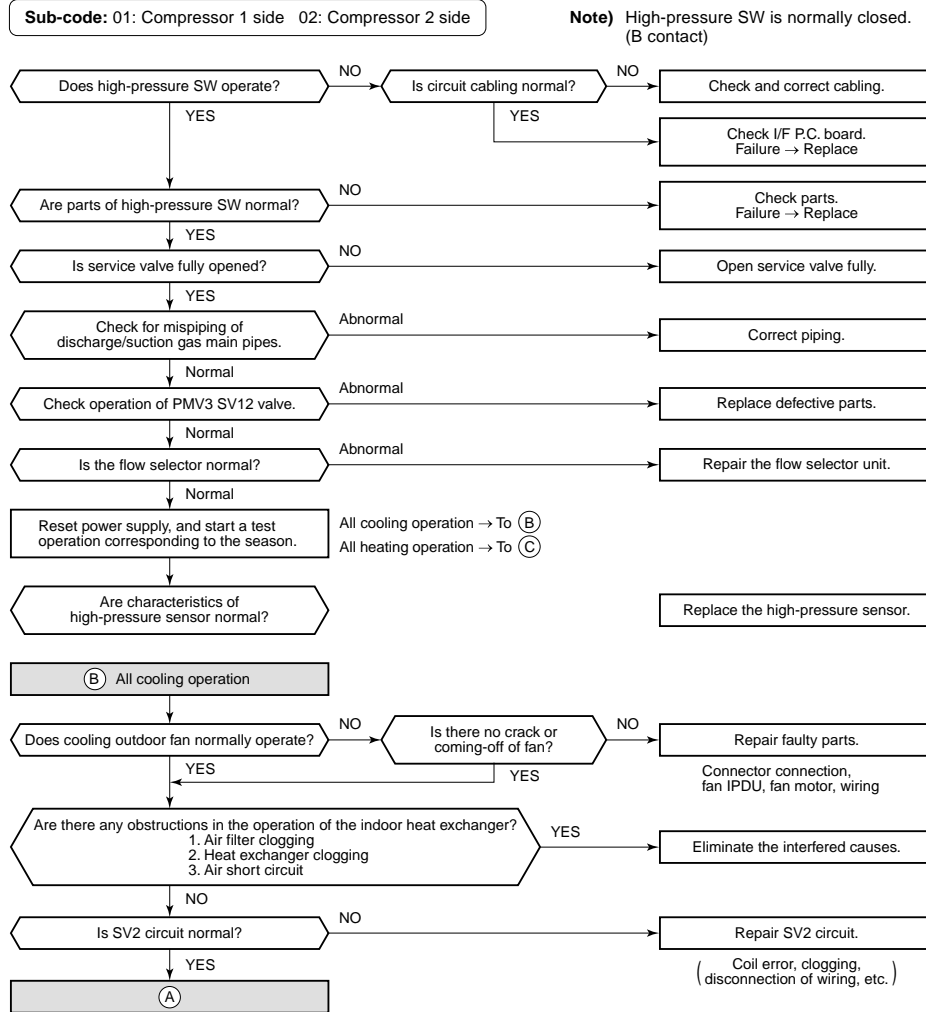 Sub-code: 01: Compressor 1 side 02: Compressor 2 side
Note) High-pressure SW is normally closed.
(B contact)
Does high-pressure SW operate?
NO
Is circuit cabling normal?
NO
Check and correct cabling.
YES
YES
Check I/F P.C. board.
Failure → Replace
Are parts of high-pressure SW normal?
NO
Check parts.
Failure → Replace
YES
Is service valve fully opened?
NO
Open service valve fully.
YES
Check for mispiping of
discharge/suction gas main pipes.
Abnormal
Correct piping.
Normal
Check operation of PMV3 SV12 valve.
Abnormal
Replace defective parts.
Normal
Is the flow selector normal?
Abnormal
Repair the flow selector unit.
Normal
Reset power supply, and start a test
operation corresponding to the season.
All cooling operation → To Ⓑ
All heating operation → To Ⓒ
Are characteristics of
high-pressure sensor normal?
Replace the high-pressure sensor.
Ⓑ All cooling operation
Does cooling outdoor fan normally operate?
NO
Is there no crack or
coming-off of fan?
NO
Repair faulty parts.
YES
YES
Connector connection,
fan IPDU, fan motor, wiring
Are there any obstructions in the operation of the indoor heat exchanger?
1. Air filter clogging
2. Heat exchanger clogging
3. Air short circuit
YES
Eliminate the interfered causes.
NO
Is SV2 circuit normal?
NO
Repair SV2 circuit.
YES
(Coil error, clogging,
disconnection of wiring, etc.)
Ⓐ